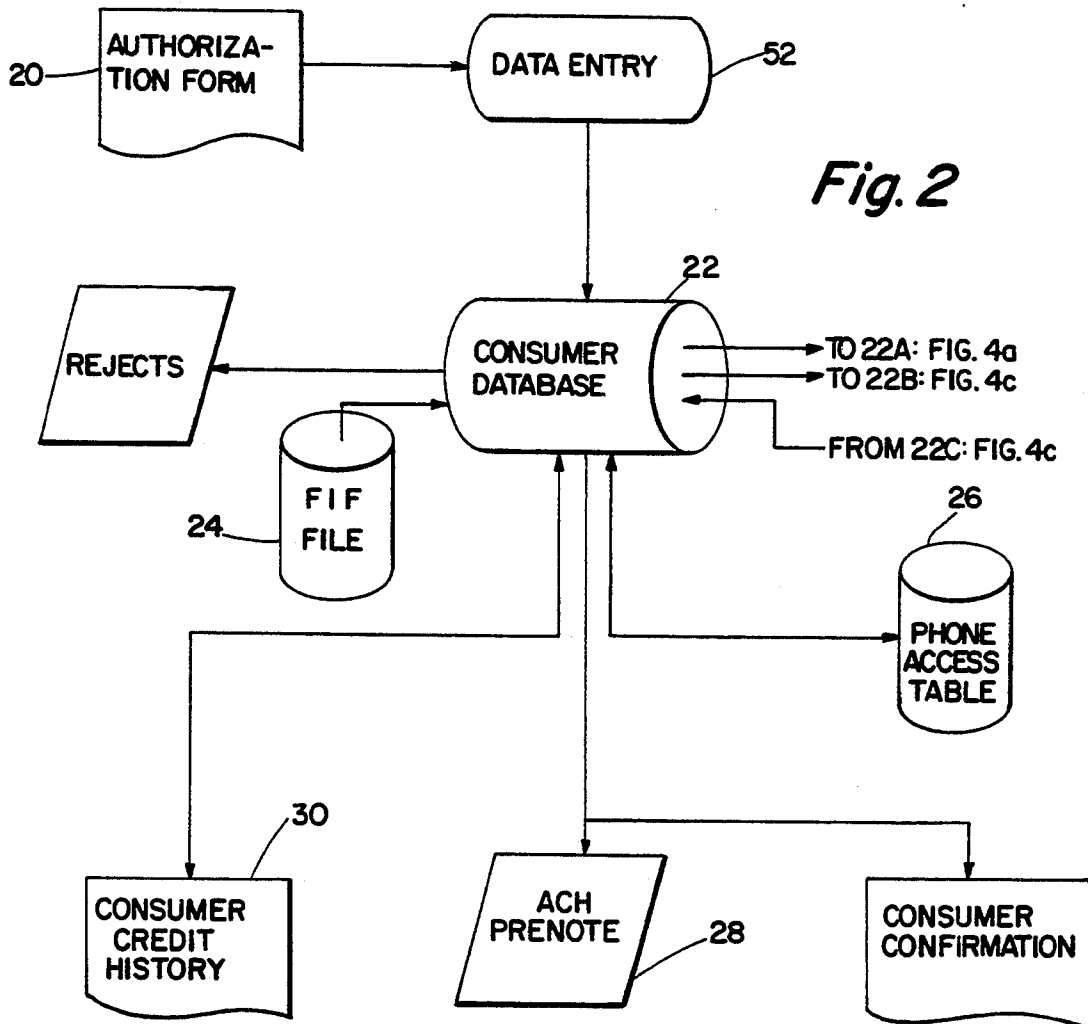 AUTHORIZA-
TION FORM
20
DATA ENTRY
52
Fig. 2
22
REJECTS
CONSUMER
DATABASE
TO 22A: FIG. 4a
TO 22B: FIG. 4c
FROM 22C: FIG. 4c
FIF
FILE
24
26
PHONE
ACCESS
TABLE
30
CONSUMER
CREDIT
HISTORY
ACH
PRENOTE
28
CONSUMER
CONFIRMATION